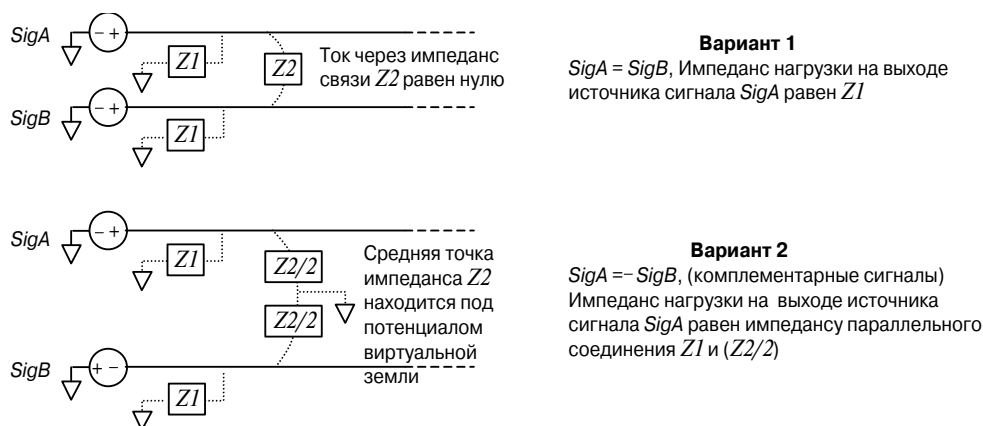 SigA
- +
Z1
Z2
Ток через импеданс
связи Z2 равен нулю
SigB
- +
Z1
Вариант 1
SigA = SigB, Импеданс нагрузки на выходе
источника сигнала SigA равен Z1
SigA
- +
Z1
Z2/2
Z2/2
Средняя точка
импеданса Z2
находится под
потенциалом
виртуальной
земли
SigB
+ -
Z1
Вариант 2
SigA =- SigB, (комплементарные сигналы)
Импеданс нагрузки на выходе источника
сигнала SigA равен импедансу параллельного
соединения Z1 и (Z2/2)